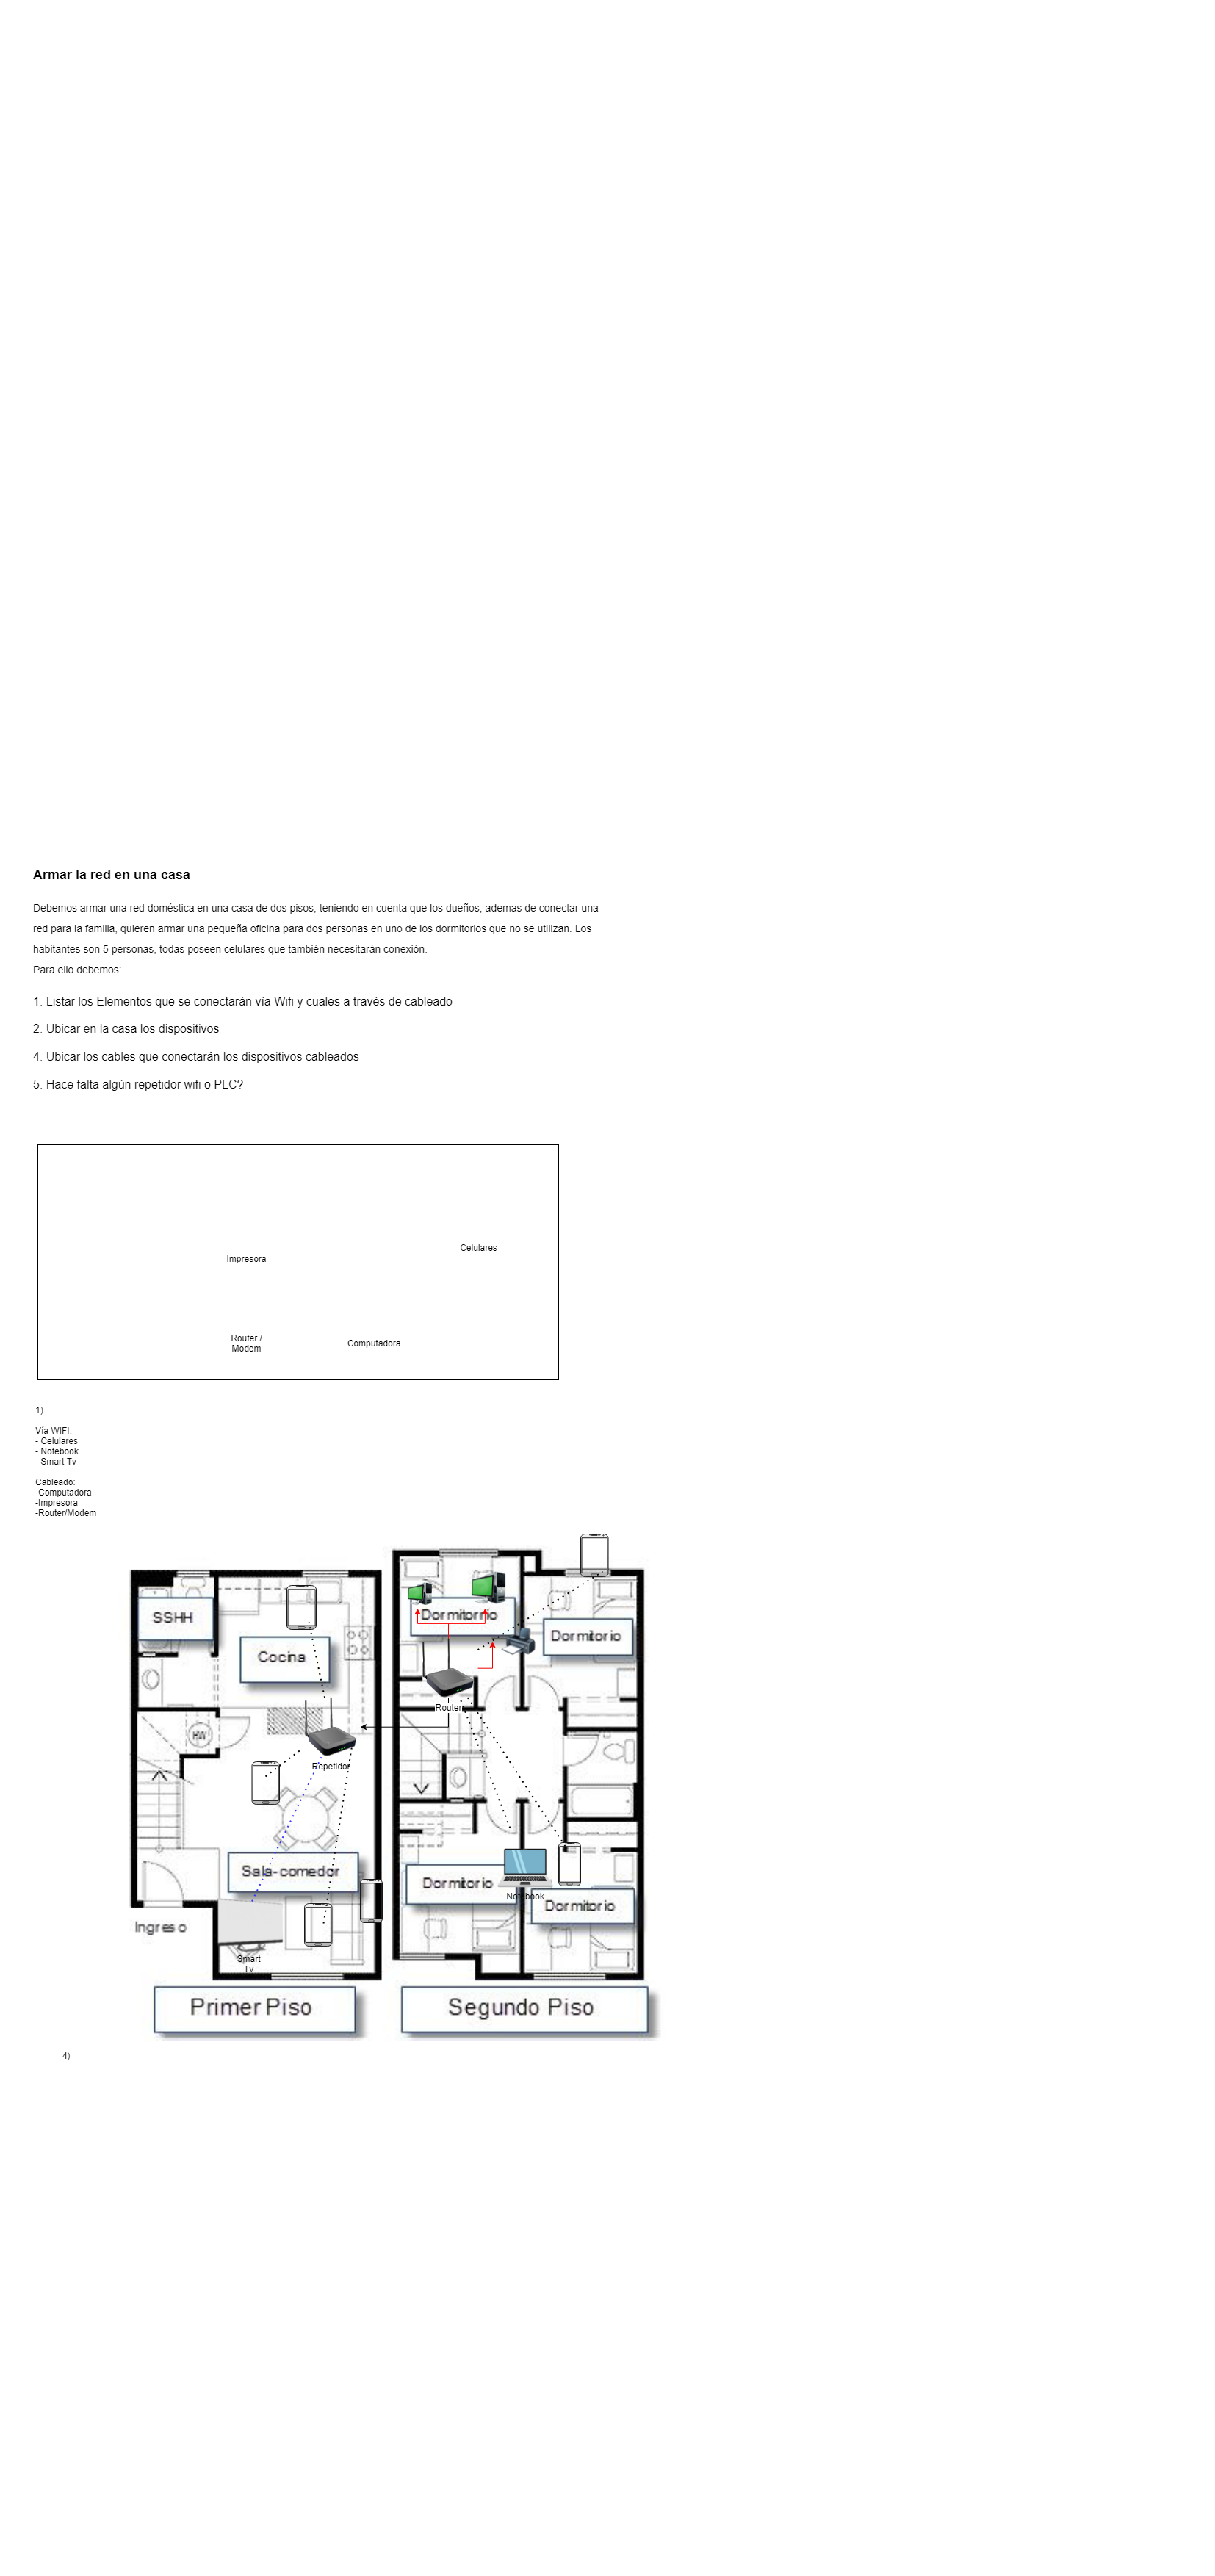 Armar la red en una casa
Debemos armar una red doméstica en una casa de dos pisos, teniendo en cuenta que los dueños, ademas de conectar una
red para la familia, quieren armar una pequeña oficina para dos personas en uno de los dormitorios que no se utilizan. Los
habitantes son 5 personas, todas poseen celulares que también necesitarán conexión.
Para ello debemos:
1. Listar los Elementos que se conectarán vía Wifi y cuales a través de cableado
2. Ubicar en la casa los dispositivos
4. Ubicar los cables que conectarán los dispositivos cableados
5. Hace falta algún repetidor wifi o PLC?
Celulares
Impresora
Router /
Modem
Computadora
1)
Vía WIFI:
- Celulares
- Notebook
- Smart Tv
Cableado:
-Computadora
-Impresora
-Router/Modem
SSHH
Cocina
HW
Repetidor
Sala-comedor
Ingreso
Smart
Tv
Primer Piso
Dormitorio
Dormitorio
Router
Dormitorio
Notebook
Dormitorio
Segundo Piso
4)